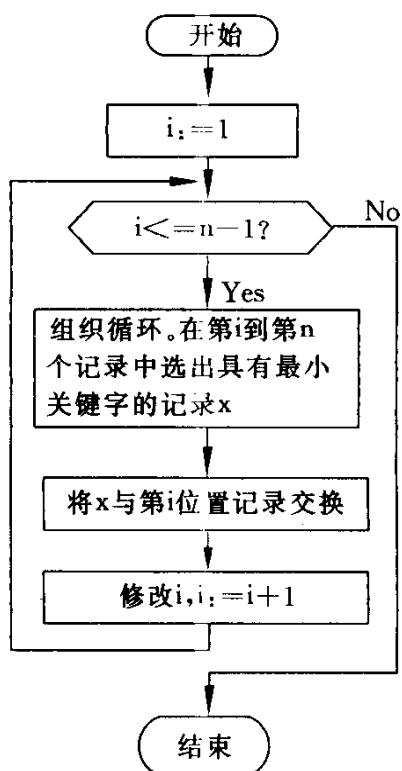 开始
i:=1
i<=n-1?
No
Yes
组织循环。在第i到第n
个记录中选出具有最小
关键字的记录x
将x与第i位置记录交换
修改i,i:=i+1
结束